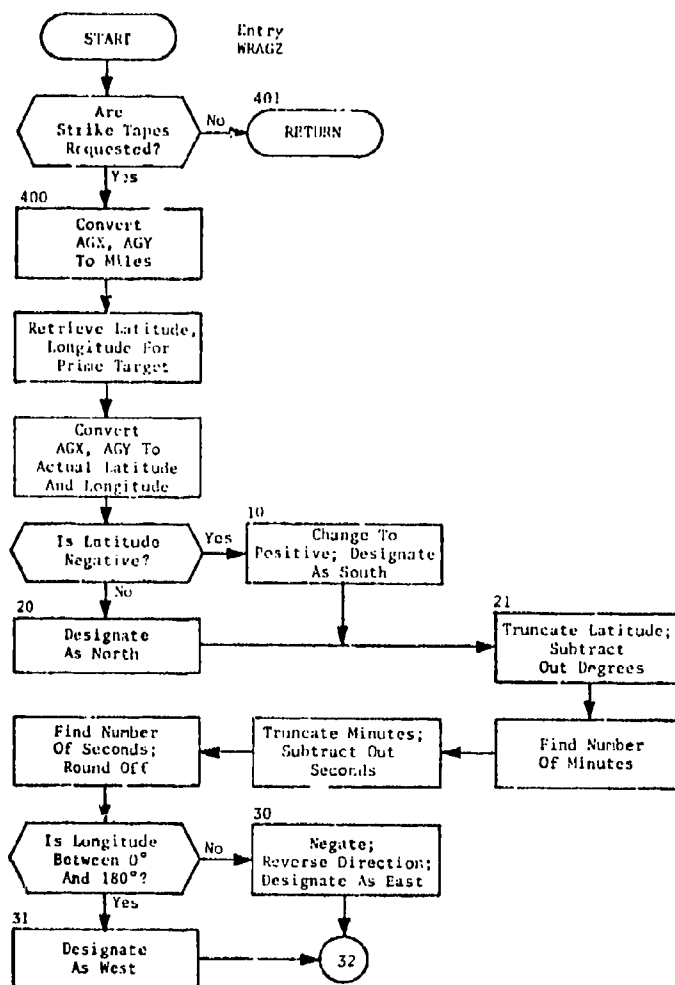 START
Entry
WRAGZ
Are
Strike Tapes
Requested?
No
401
RETURN
Yes
400
Convert
AGX, AGY
To Miles
Retrieve Latitude,
Longitude For
Prime Target
Convert
AGX, AGY To
Actual Latitude
And Longitude
Is Latitude
Negative?
Yes
10
Change To
Positive; Designate
As South
No
20
Designate
As North
21
Truncate Latitude;
Subtract
Out Degrees
Find Number
Of Minutes
Truncate Minutes;
Subtract Out
Seconds
Find Number
Of Seconds;
Round Off
Is Longitude
Between 0°
And 180°?
No
30
Negate;
Reverse Direction;
Designate As East
Yes
31
Designate
As West
32